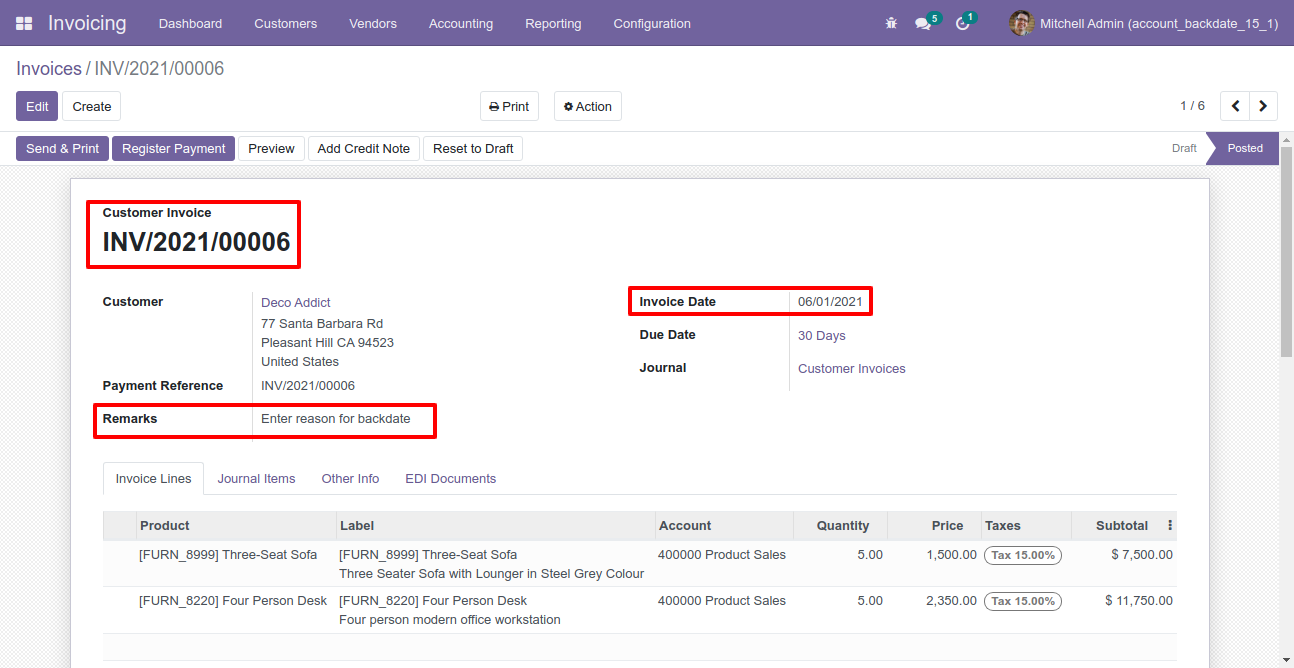 Invoicing Dashboard Customers Vendors Accounting Reporting Configuration 5 1 Mitchell Admin (account_backdate_15_1)
Invoices / INV/2021/00006
Edit Create Print Action 1 / 6
Send & Print Register Payment Preview Add Credit Note Reset to Draft Draft Posted
Customer Invoice
INV/2021/00006
Customer Deco Addict
77 Santa Barbara Rd
Pleasant Hill CA 94523
United States
Payment Reference INV/2021/00006
Remarks Enter reason for backdate
Invoice Date 06/01/2021
Due Date 30 Days
Journal Customer Invoices
Invoice Lines Journal Items Other Info EDI Documents
Product Label Account Quantity Price Taxes Subtotal
[FURN_8999] Three-Seat Sofa [FURN_8999] Three-Seat Sofa 400000 Product Sales 5.00 1,500.00 Tax 15.00% $ 7,500.00
Three Seater Sofa with Lounger in Steel Grey Colour
[FURN_8220] Four Person Desk [FURN_8220] Four Person Desk 400000 Product Sales 5.00 2,350.00 Tax 15.00% $ 11,750.00
Four person modern office workstation